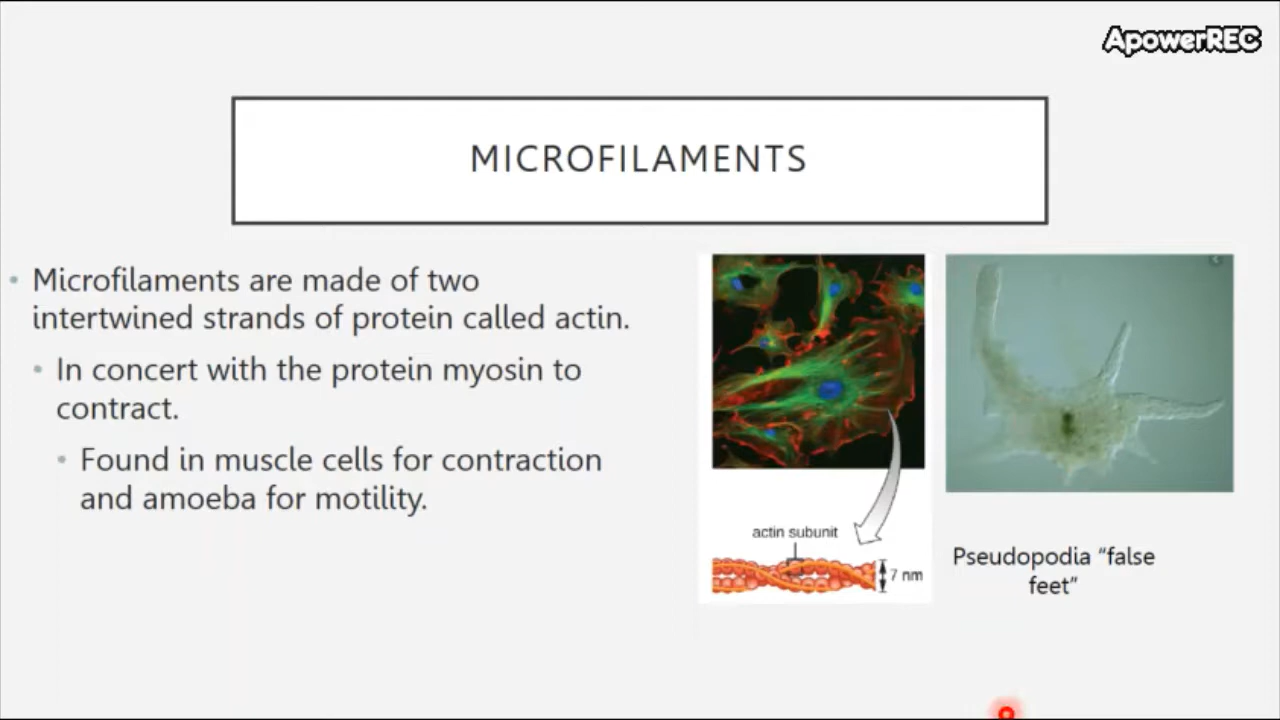 ApowerREC
MICROFILAMENTS
• Microfilaments are made of two
intertwined strands of protein called actin.
• In concert with the protein myosin to
contract.
• Found in muscle cells for contraction
and amoeba for motility.
actin subunit
7 nm
Pseudopodia “false
feet”